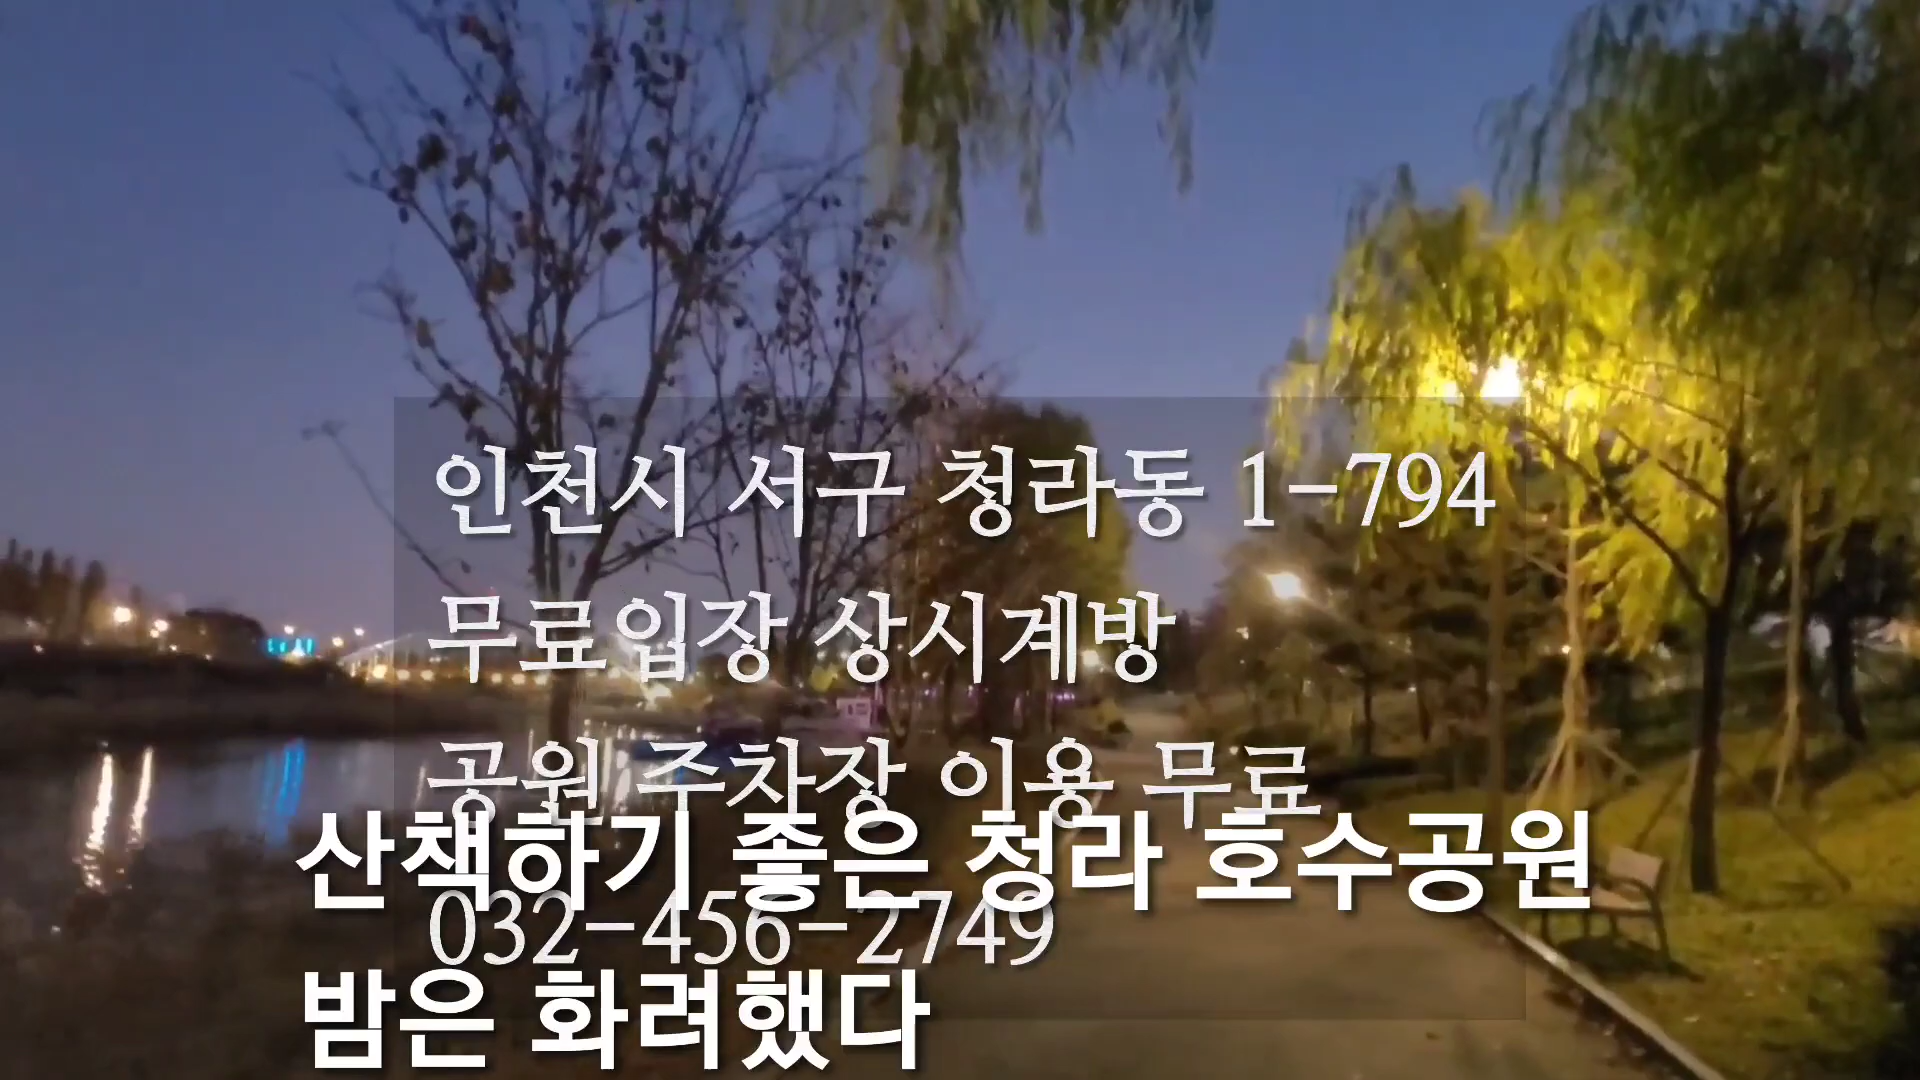 인천시 서구 청라동 1-794
무료입장 상시계방
공원 주차장 이용 무료
032-456-2749
산책하기 좋은 청라 호수공원
밤은 화려했다